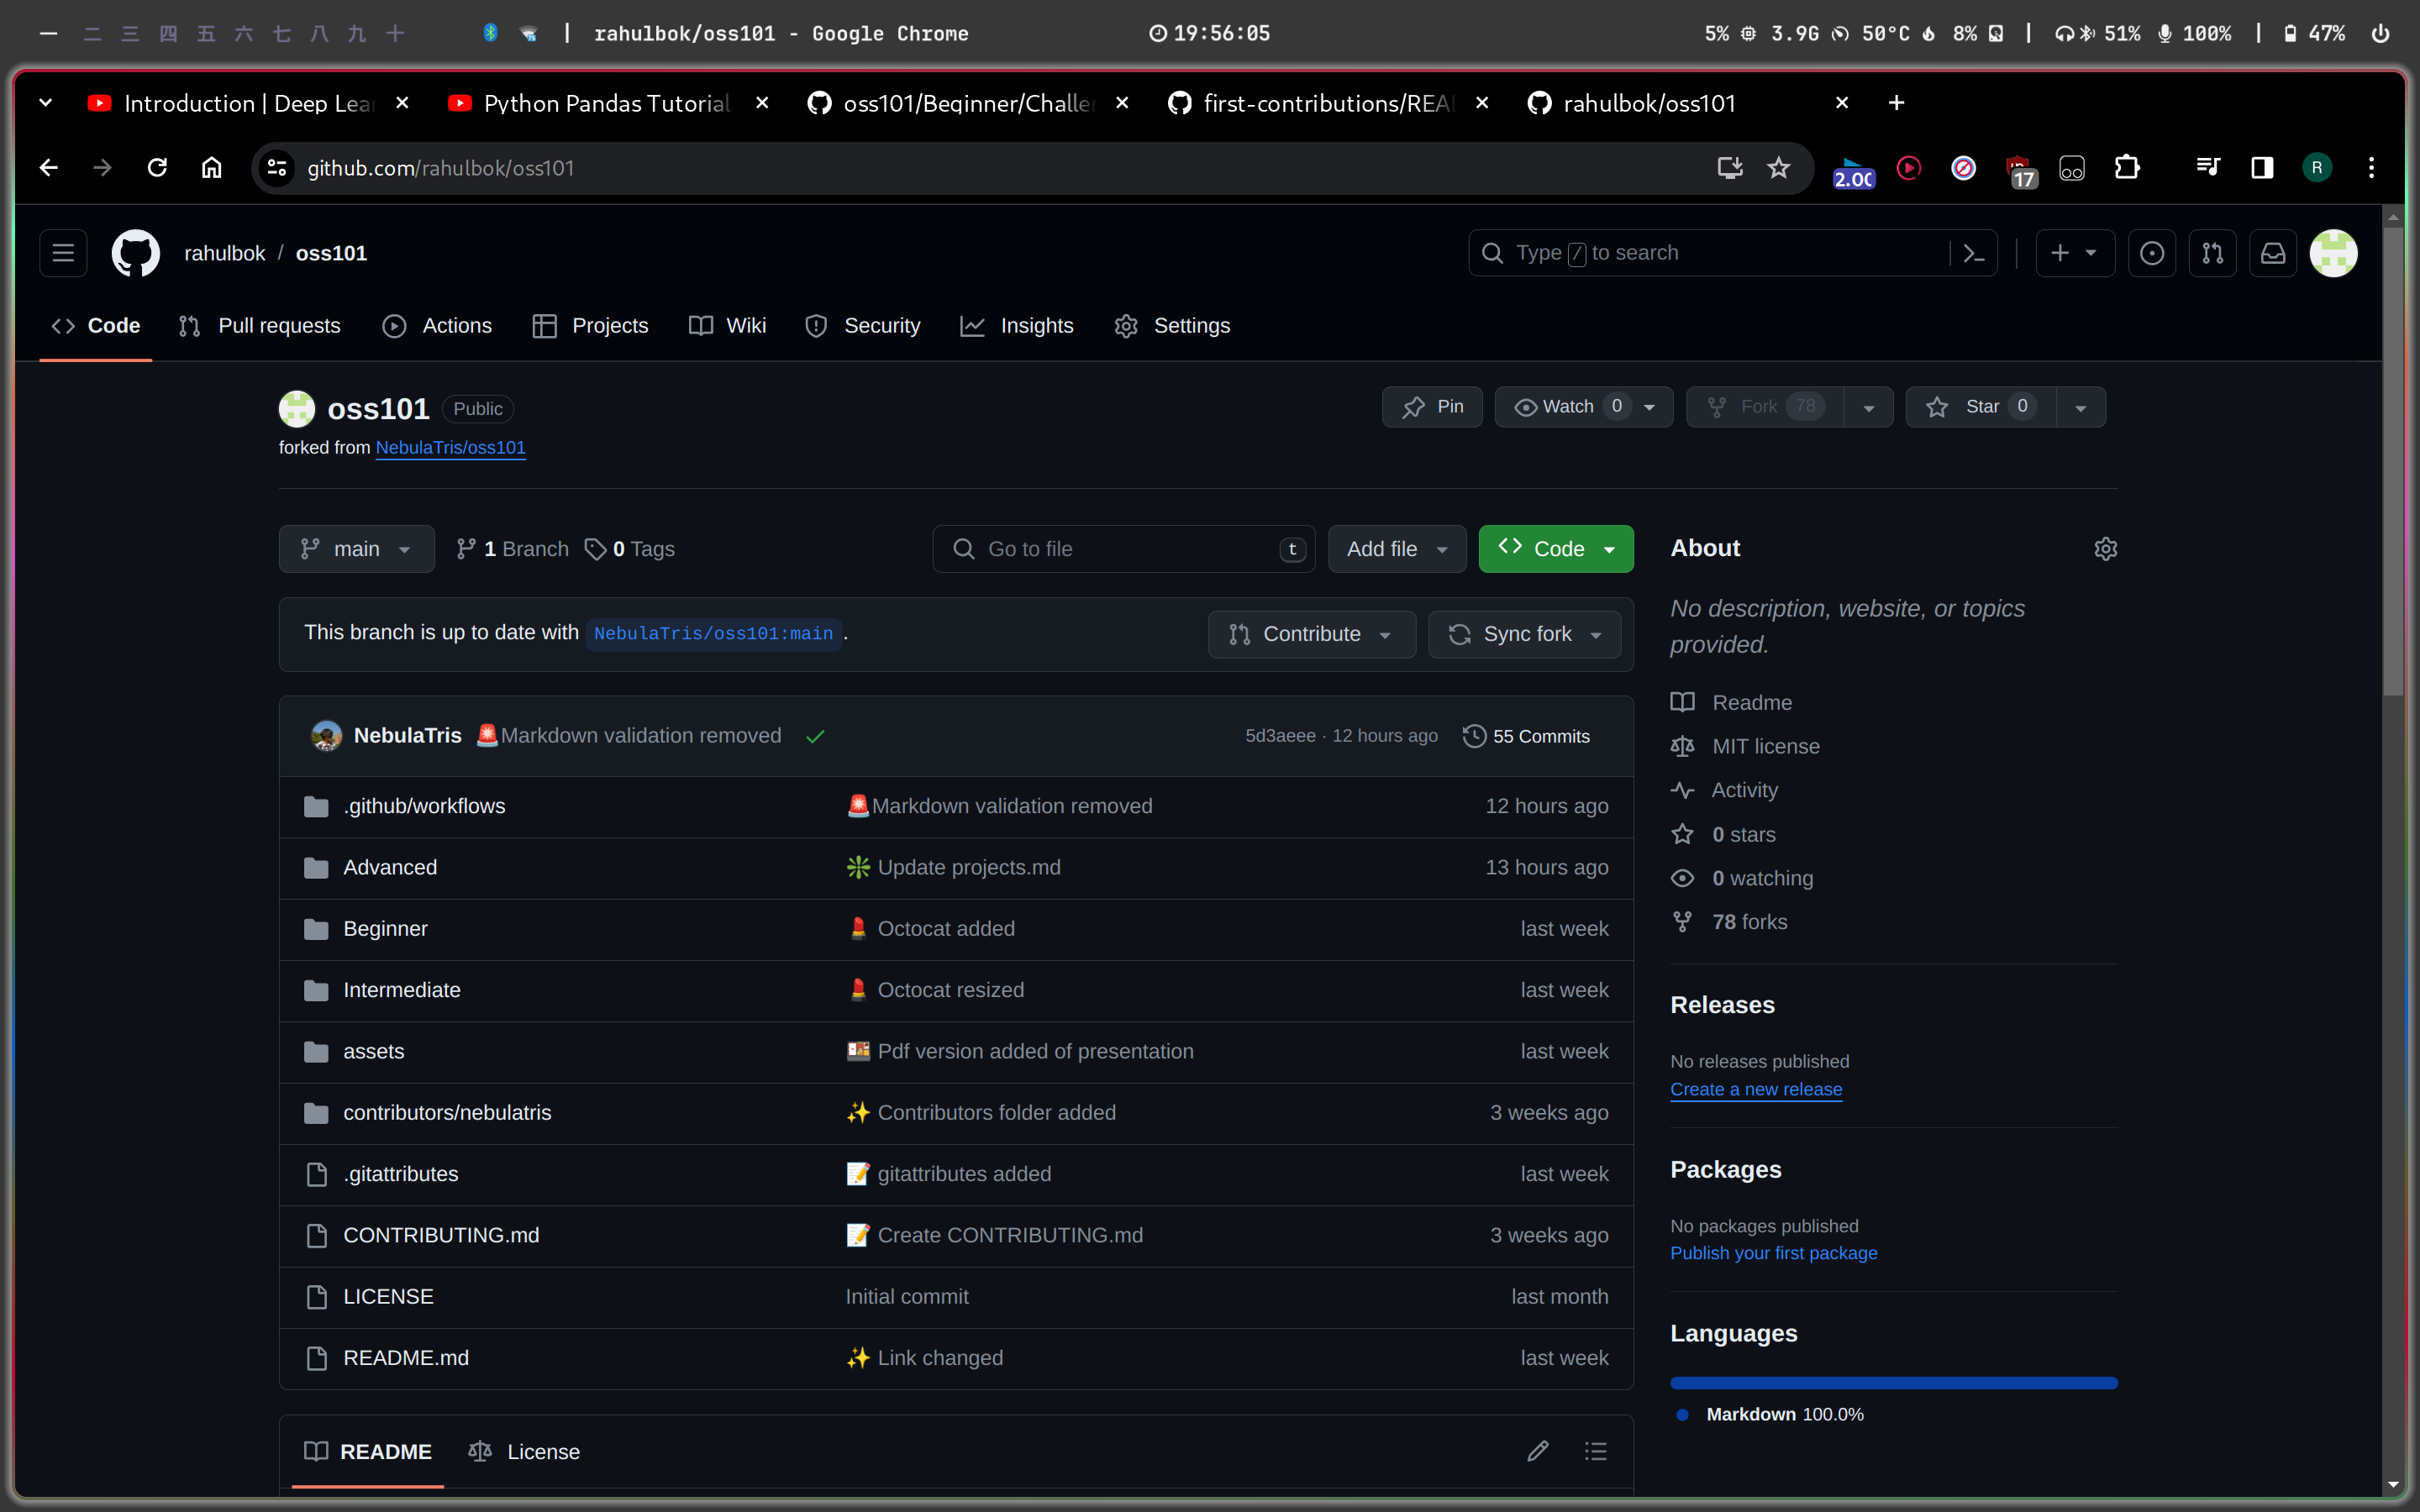 一 二 三 四 五 六 七 八 九 十 | rahulbok/oss101 - Google Chrome 19:56:05 5% 3.9G 50°C 8% | 51% 100% | 47%
Introduction | Deep Lear Python Pandas Tutorial oss101/Beginner/Challe first-contributions/REA rahulbok/oss101
github.com/rahulbok/oss101 2.00 17 R
rahulbok / oss101 Type / to search
Code Pull requests Actions Projects Wiki Security Insights Settings
oss101 Public Pin Watch 0 Fork 78 Star 0
forked from NebulaTris/oss101
main 1 Branch 0 Tags Go to file t Add file Code
This branch is up to date with NebulaTris/oss101:main . Contribute Sync fork
NebulaTris 🚨Markdown validation removed 5d3aeee · 12 hours ago 55 Commits
.github/workflows 🚨Markdown validation removed 12 hours ago
Advanced ❇️ Update projects.md 13 hours ago
Beginner 💄 Octocat added last week
Intermediate 💄 Octocat resized last week
assets 🍱 Pdf version added of presentation last week
contributors/nebulatris ✨ Contributors folder added 3 weeks ago
.gitattributes 📝 gitattributes added last week
CONTRIBUTING.md 📝 Create CONTRIBUTING.md 3 weeks ago
LICENSE Initial commit last month
README.md ✨ Link changed last week
README License
About
No description, website, or topics
provided.
Readme
MIT license
Activity
0 stars
0 watching
78 forks
Releases
No releases published
Create a new release
Packages
No packages published
Publish your first package
Languages
Markdown 100.0%